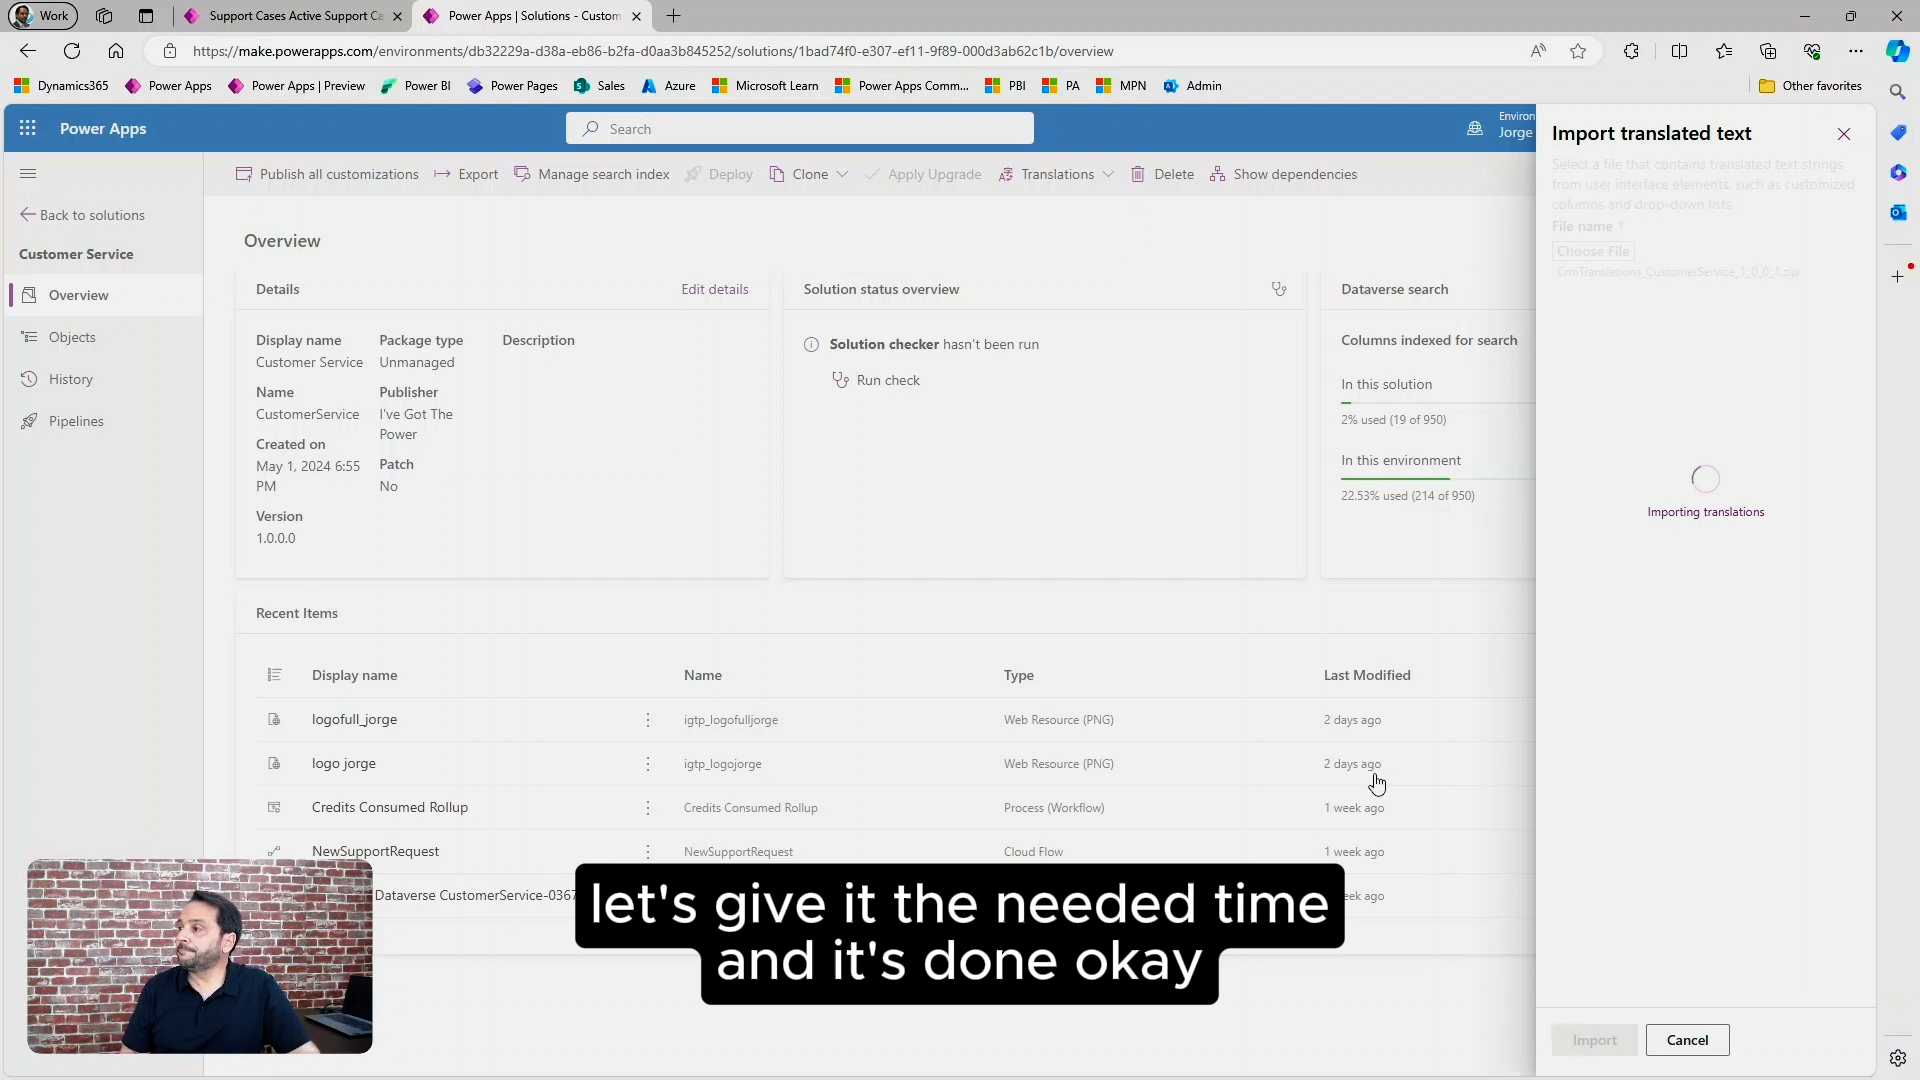 Work
Support Cases Active Support Ca
Power Apps | Solutions - Custom
https://make.powerapps.com/environments/db32229a-d38a-eb86-b2fa-d0aa3b845252/solutions/1bad74f0-e307-ef11-9f89-000d3ab62c1b/overview
Dynamics365
Power Apps
Power Apps | Preview
Power BI
Power Pages
Sales
Azure
Microsoft Learn
Power Apps Comm...
PBI
PA
MPN
Admin
Other favorites
Power Apps
Search
Environ
Jorge
Publish all customizations
Export
Manage search index
Deploy
Clone
Apply Upgrade
Translations
Delete
Show dependencies
Back to solutions
Customer Service
Overview
Objects
History
Pipelines
Overview
Details
Edit details
Display name
Customer Service
Name
CustomerService
Created on
May 1, 2024 6:55
PM
Version
1.0.0.0
Package type
Unmanaged
Publisher
I've Got The
Power
Patch
No
Description
Solution status overview
Solution checker hasn't been run
Run check
Dataverse search
Columns indexed for search
In this solution
2% used (19 of 950)
In this environment
22.53% used (214 of 950)
Recent Items
Display name
Name
Type
Last Modified
logofull_jorge
igtp_logofulljorge
Web Resource (PNG)
2 days ago
logo jorge
igtp_logojorge
Web Resource (PNG)
2 days ago
Credits Consumed Rollup
Credits Consumed Rollup
Process (Workflow)
1 week ago
NewSupportRequest
NewSupportRequest
Cloud Flow
1 week ago
Dataverse CustomerService-0367
eek ago
Import translated text
Select a file that contains translated text strings
from user interface elements, such as customized
columns and drop-down lists.
File name *
Choose File
CrmTranslations_CustomerService_1_0_0_1.zip
Importing translations
Import
Cancel
let's give it the needed time
and it's done okay